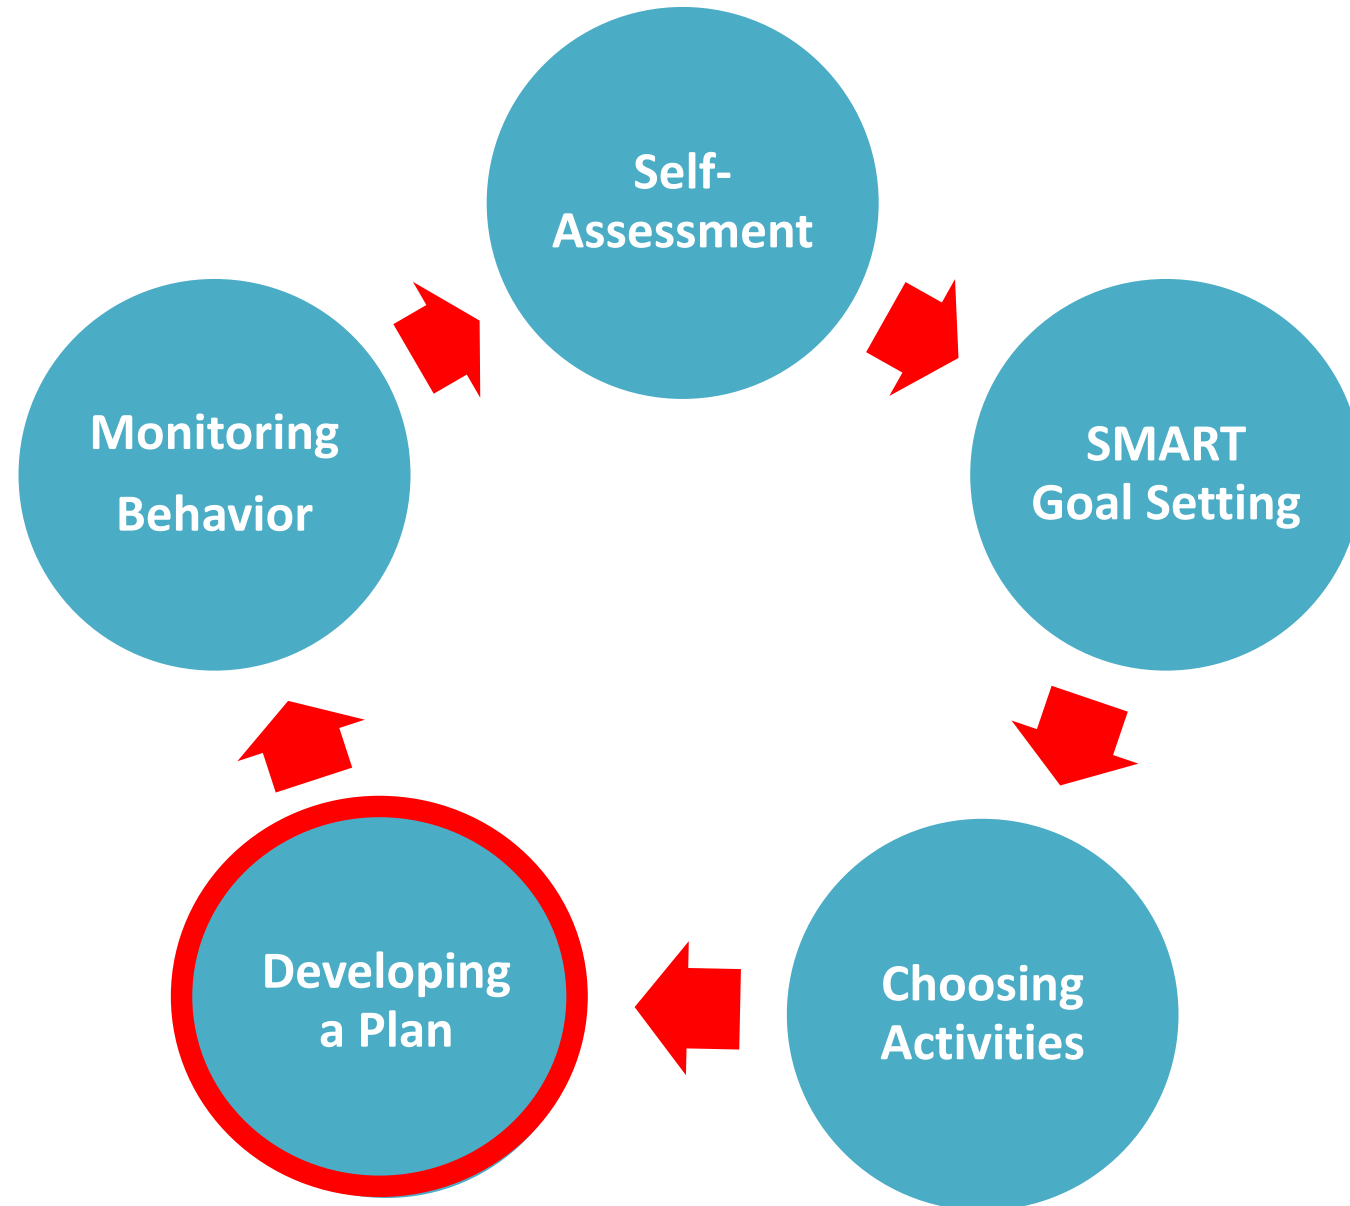 Self-
Assessment
SMART
Goal Setting
Choosing
Activities
Developing
a Plan
Monitoring
Behavior